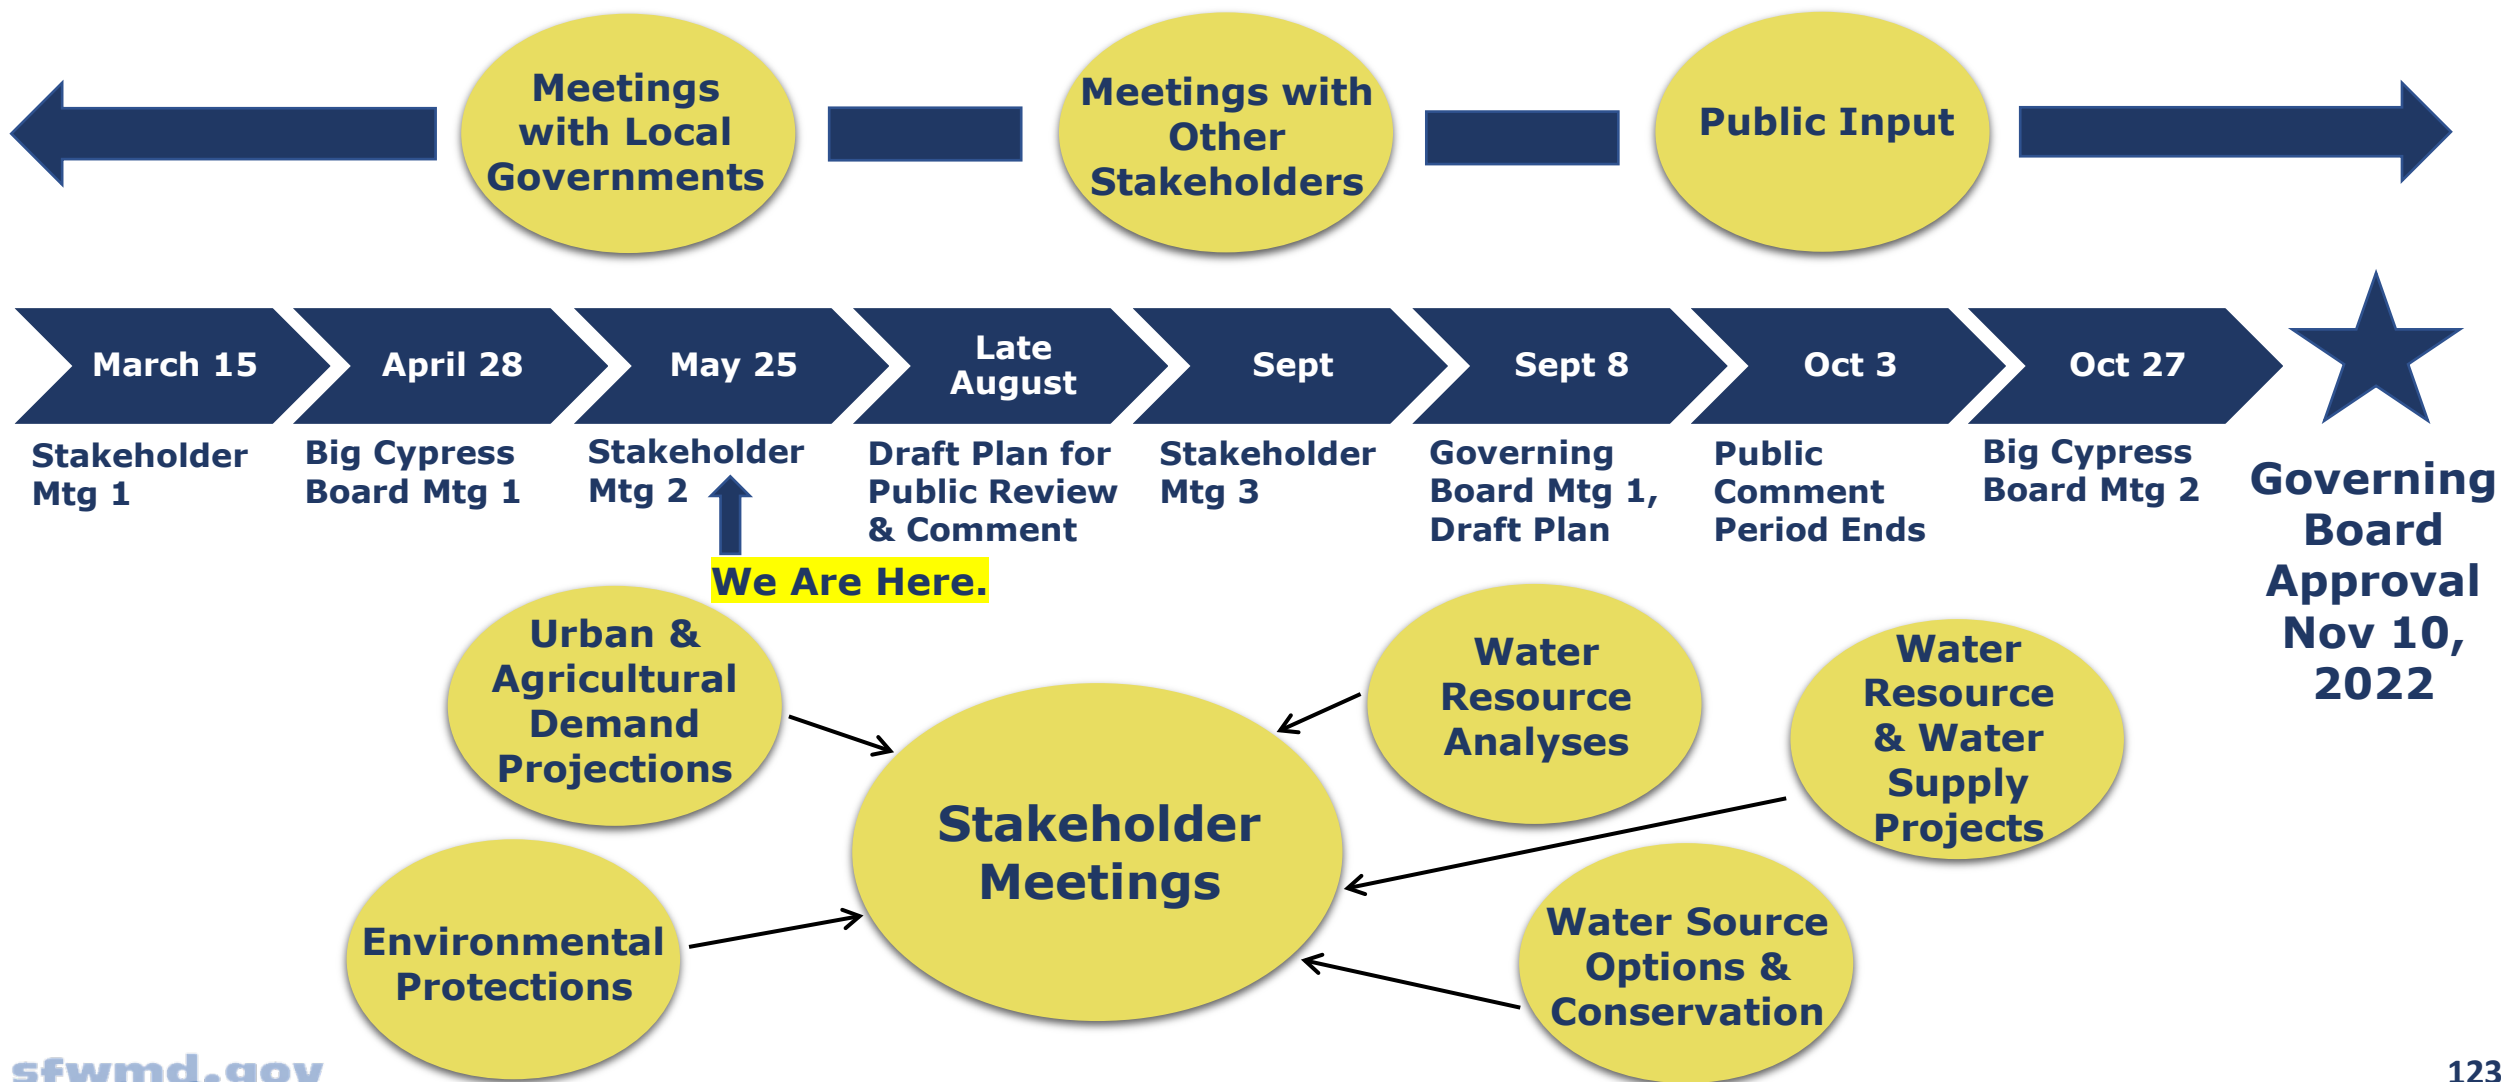 Meetings
with Local
Governments
Meetings with
Other
Stakeholders
Public Input
March 15
April 28
May 25
Late
August
Sept
Sept 8
Oct 3
Oct 27
Stakeholder
Mtg 1
Big Cypress
Board Mtg 1
Stakeholder
Mtg 2
Draft Plan for
Public Review
& Comment
Stakeholder
Mtg 3
Governing
Board Mtg 1,
Draft Plan
Public
Comment
Period Ends
Big Cypress
Board Mtg 2
Governing
Board
Approval
Nov 10,
2022
We Are Here.
Urban &
Agricultural
Demand
Projections
Water
Resource
Analyses
Water
Resource
& Water
Supply
Projects
Stakeholder
Meetings
Environmental
Protections
Water Source
Options &
Conservation
sfwmd.gov
123